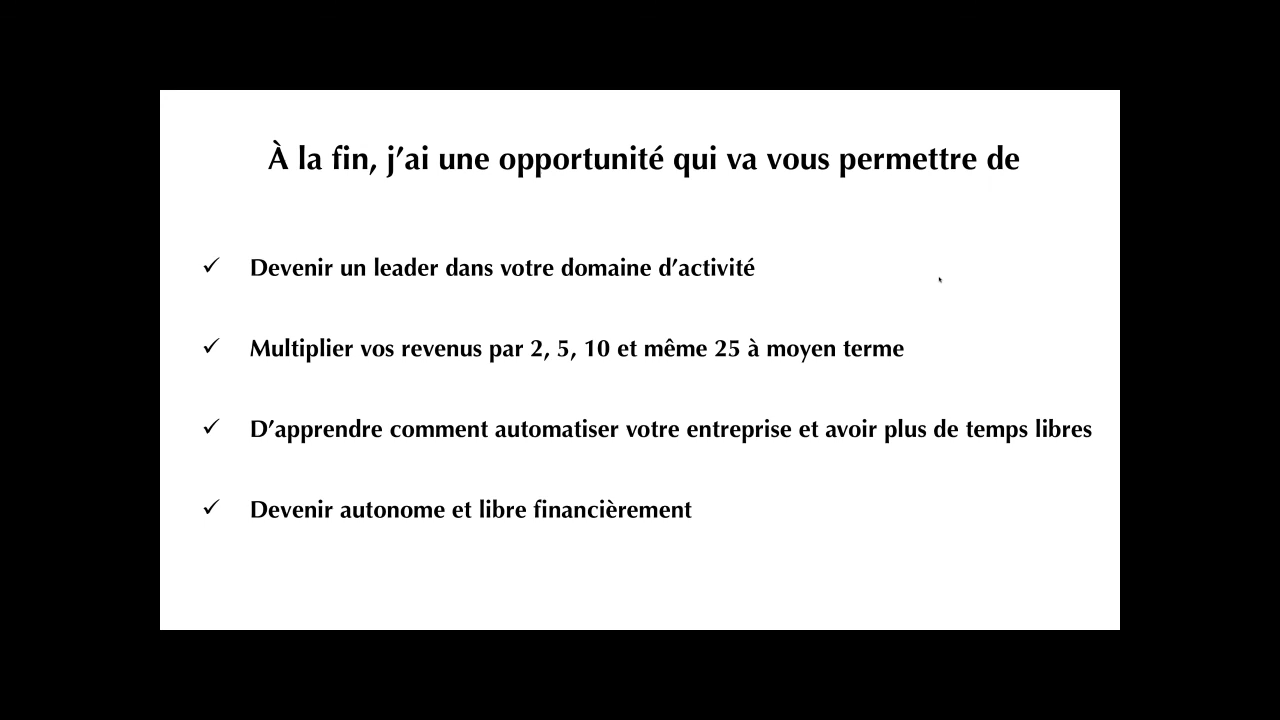 À la fin, j’ai une opportunité qui va vous permettre de
✓ Devenir un leader dans votre domaine d’activité
✓ Multiplier vos revenus par 2, 5, 10 et même 25 à moyen terme
✓ D’apprendre comment automatiser votre entreprise et avoir plus de temps libres
✓ Devenir autonome et libre financièrement